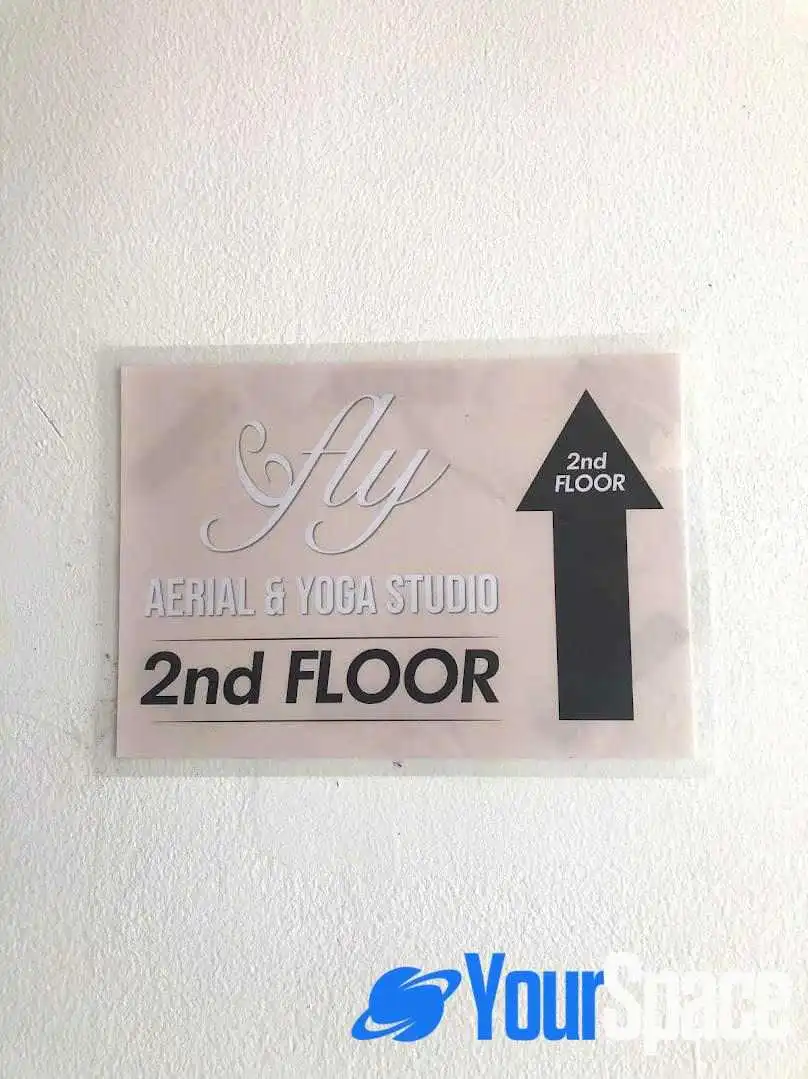 fly
AERIAL & YOGA STUDIO
2nd FLOOR
2nd
FLOOR
YourSpace